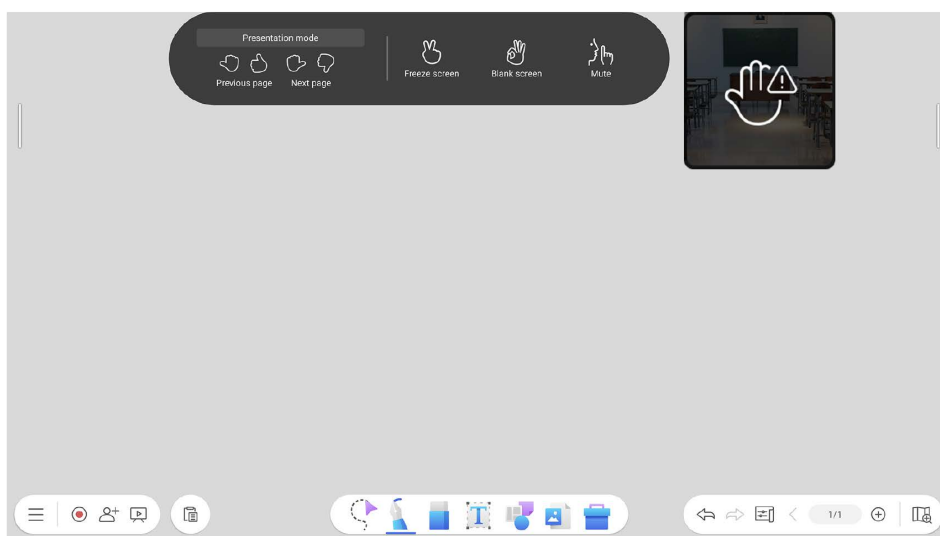 Presentation mode
Previous page Next page
Freeze screen Blank screen Mute
T
1/1